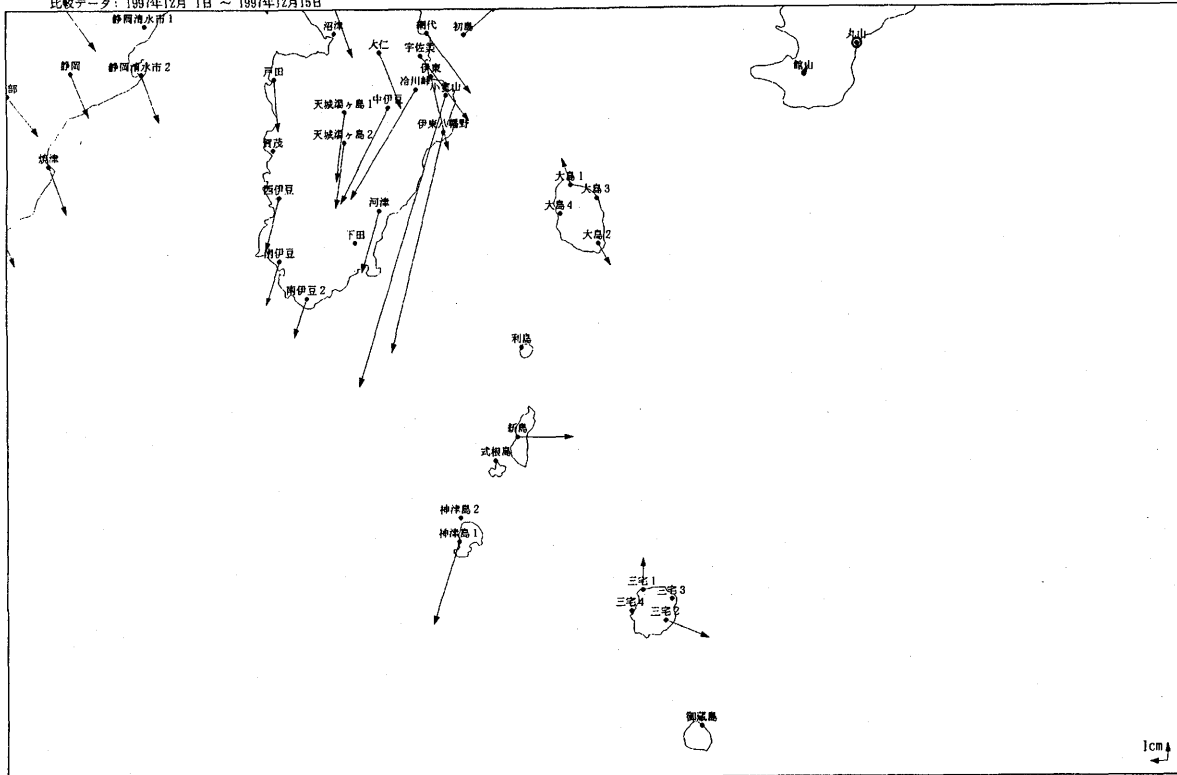 比較データ: 1997年12月 1日 ～ 1997年12月15日
静岡清水市1
沼津
網代
初島
丸山
大仁
宇佐美
静岡
静岡清水市2
戸田
冷川峠
伊東
小室山
館山
部
天城湯ヶ島1
中伊豆
伊東八幡野
天城湯ヶ島2
賀茂
焼津
大島1
西伊豆
大島3
河津
大島4
下田
大島2
南伊豆
南伊豆2
利島
新島
式根島
神津島2
神津島1
三宅1
三宅3
三宅4
三宅2
御蔵島
1cm